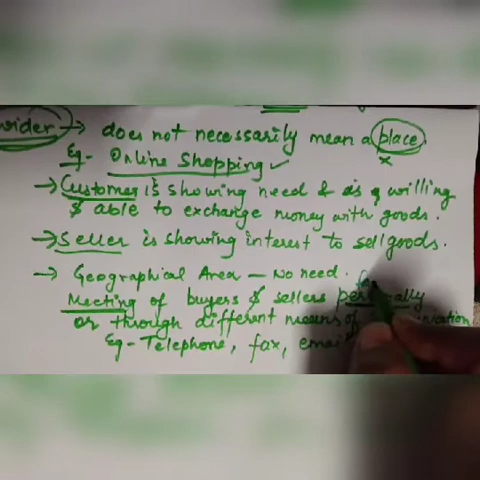 wider → does not necessarily mean a place
Eg- Online Shopping ✓ x
→ Customer is showing need & is willing
& able to exchange money with goods.
→ Seller is showing interest to sell goods.
→ Geographial Area - No need.
Meeting of buyers & sellers personally
or through different means of
Eg- Telephone, fax, email